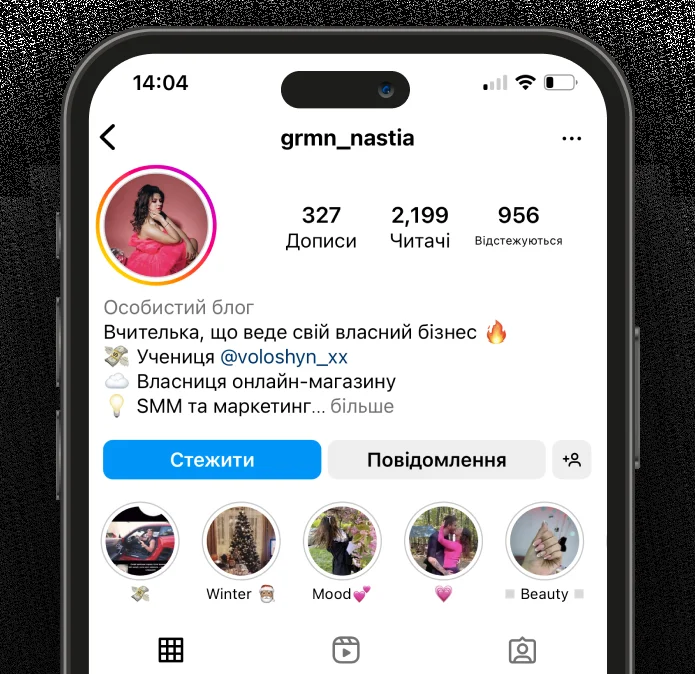 14:04
grmn_nastia
327 2,199 956
Дописи Читачі Відстежуються
Особистий блог
Вчителька, що веде свій власний бізнес 🔥
💸 Учениця @voloshyn_xx
☁️ Власниця онлайн-магазину
💡 SMM та маркетинг... більше
Стежити Повідомлення
💸 Winter 🎅 Mood💕 💗 ◽ Beauty ◽